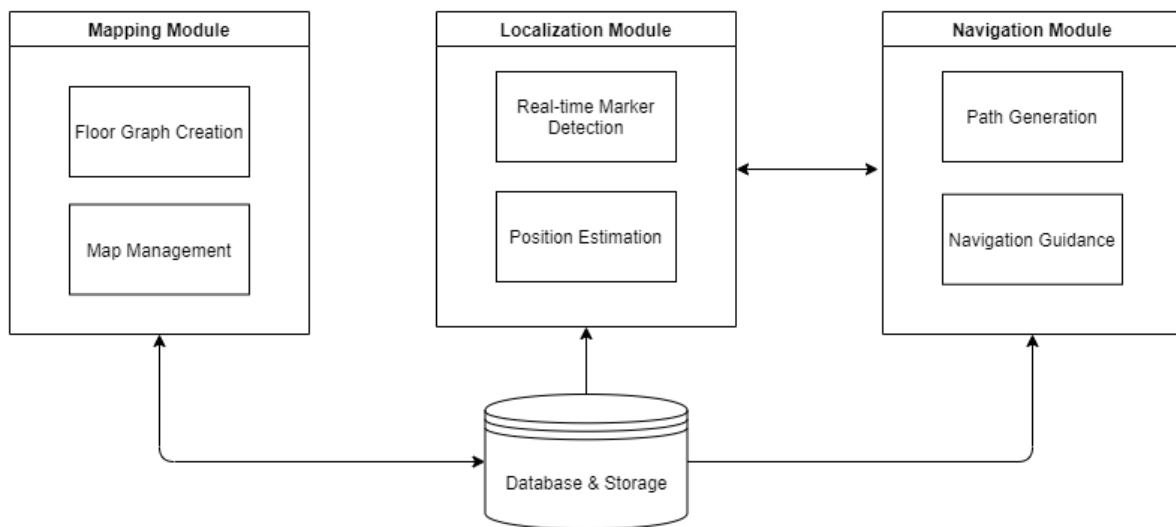 Mapping Module
Floor Graph Creation
Map Management
Localization Module
Real-time Marker
Detection
Position Estimation
Navigation Module
Path Generation
Navigation Guidance
Database & Storage